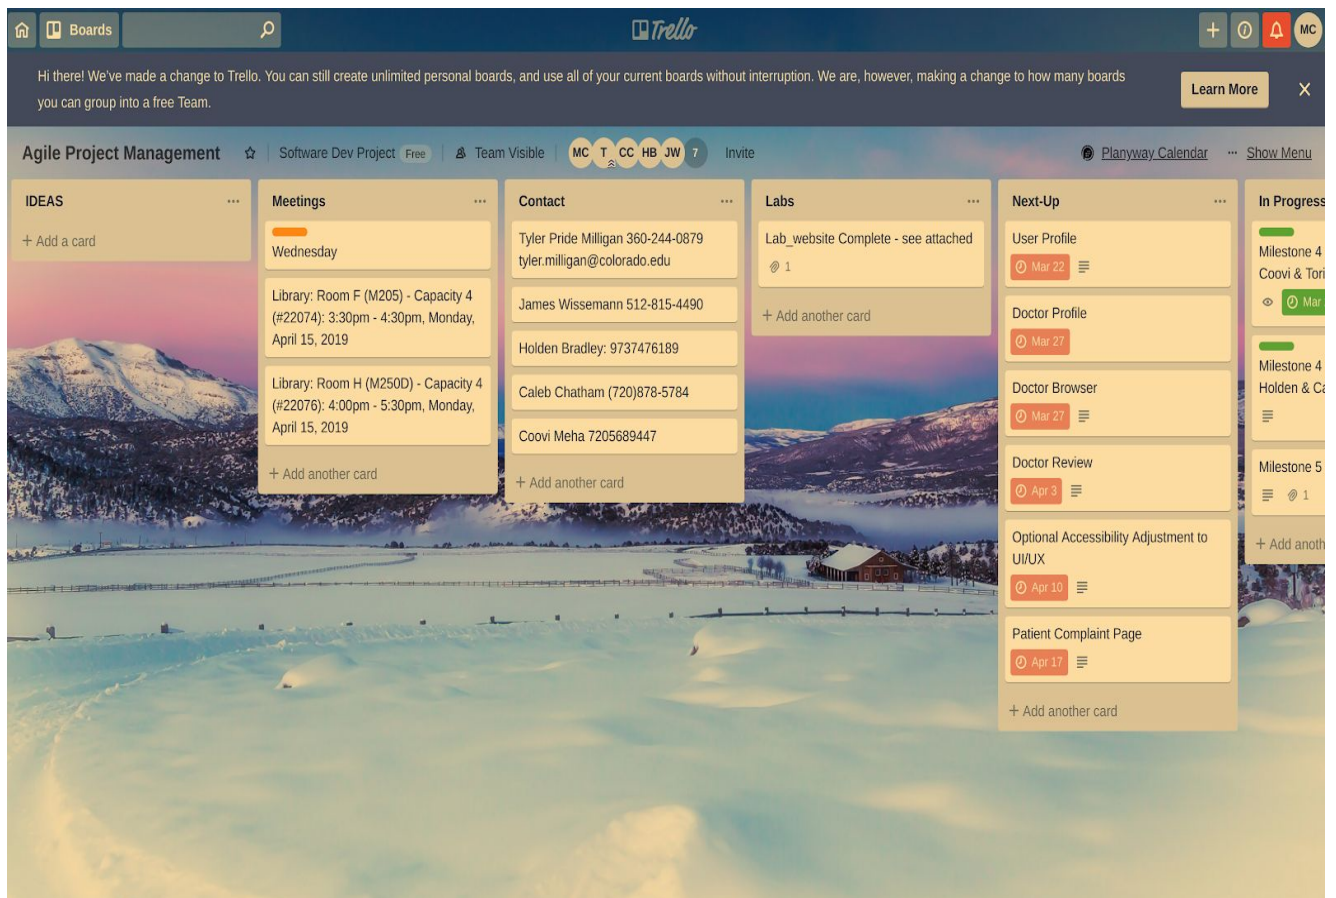 Boards
Trello
MC
Hi there! We've made a change to Trello. You can still create unlimited personal boards, and use all of your current boards without interruption. We are, however, making a change to how many boards
you can group into a free Team.
Learn More
Agile Project Management
Software Dev Project Free
Team Visible
MC T CC HB JW 7
Invite
Planyway Calendar
Show Menu
IDEAS
+ Add a card
Meetings
Wednesday
Library: Room F (M205) - Capacity 4
(#22074): 3:30pm - 4:30pm, Monday,
April 15, 2019
Library: Room H (M250D) - Capacity 4
(#22076): 4:00pm - 5:30pm, Monday,
April 15, 2019
+ Add another card
Contact
Tyler Pride Milligan 360-244-0879
tyler.milligan@colorado.edu
James Wissemann 512-815-4490
Holden Bradley: 9737476189
Caleb Chatham (720)878-5784
Coovi Meha 7205689447
+ Add another card
Labs
Lab_website Complete - see attached
1
+ Add another card
Next-Up
User Profile
Mar 22
Doctor Profile
Mar 27
Doctor Browser
Mar 27
Doctor Review
Apr 3
Optional Accessibility Adjustment to
UI/UX
Apr 10
Patient Complaint Page
Apr 17
+ Add another card
In Progress
Milestone 4
Coovi & Tori
Mar
Milestone 4
Holden & Ca
Milestone 5
1
+ Add anoth